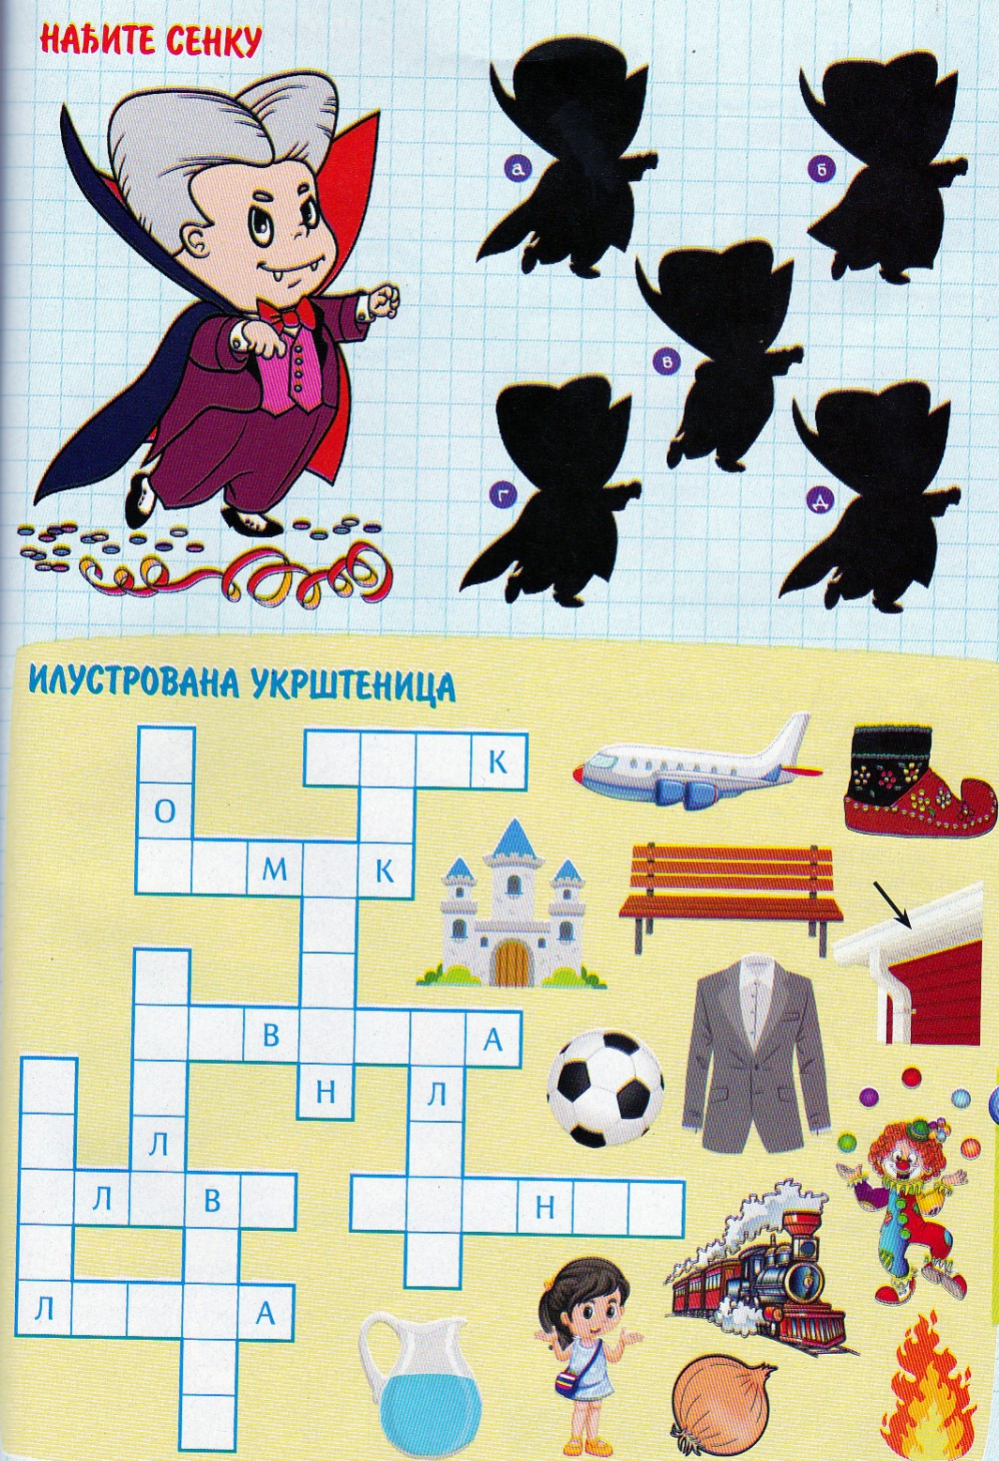 НАЂИТЕ СЕНКУ
а
б
в
г
д
ИЛУСТРОВАНА УКРШТЕНИЦА
К
О
М К
В А
Н Л
Л
Л В Н
Л А